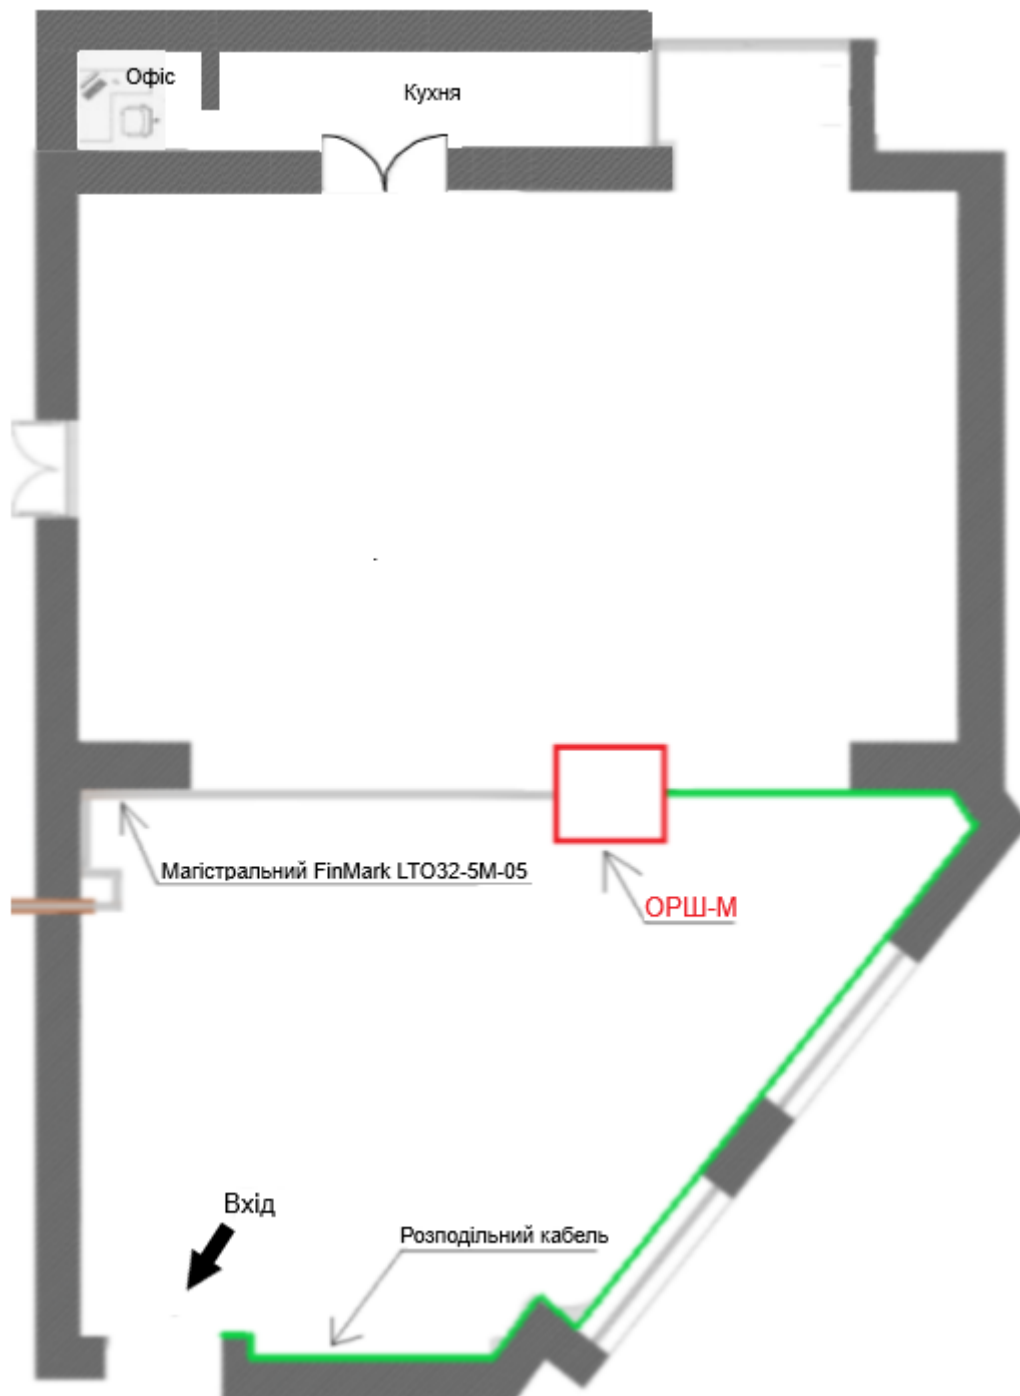 Офіс
Кухня
Магістральний FinMark LTO32-5M-05
ОРШ-М
Вхід
Розподільний кабель